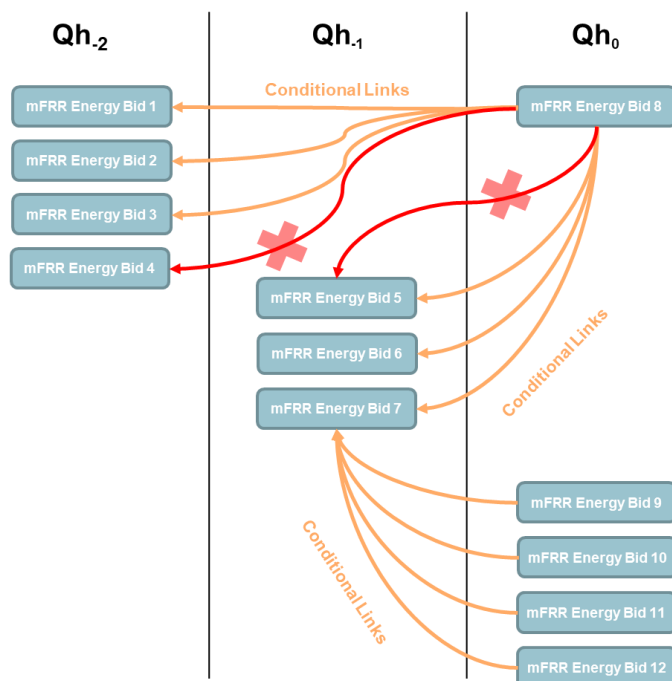 Qh-2
Qh-1
Qh0
Conditional Links
mFRR Energy Bid 1
mFRR Energy Bid 8
mFRR Energy Bid 2
mFRR Energy Bid 3
mFRR Energy Bid 4
mFRR Energy Bid 5
mFRR Energy Bid 6
Conditional Links
mFRR Energy Bid 7
mFRR Energy Bid 9
Conditional Links
mFRR Energy Bid 10
mFRR Energy Bid 11
mFRR Energy Bid 12